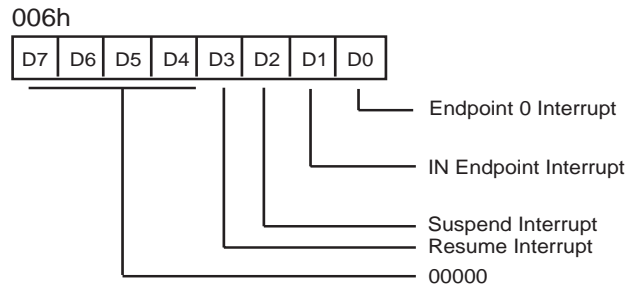 006h
D7 D6 D5 D4 D3 D2 D1 D0
Endpoint 0 Interrupt
IN Endpoint Interrupt
Suspend Interrupt
Resume Interrupt
00000